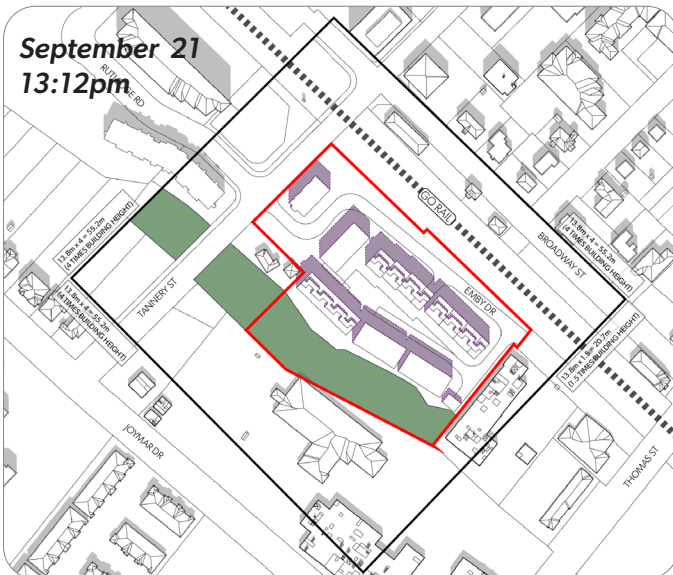 September 21
13:12pm
RUTLEDGE RD
GO RAIL
BROADWAY ST
13.8m x 4 = 55.2m
(4 TIMES BUILDING HEIGHT)
13.8m x 4 = 55.2m
(4 TIMES BUILDING HEIGHT)
TANNERY ST
EMBY DR
13.8m x 4 = 55.2m
(4 TIMES BUILDING HEIGHT)
13.8m x 1.5 = 20.7m
(1.5 TIMES BUILDING HEIGHT)
JOYMAR DR
THOMAS ST